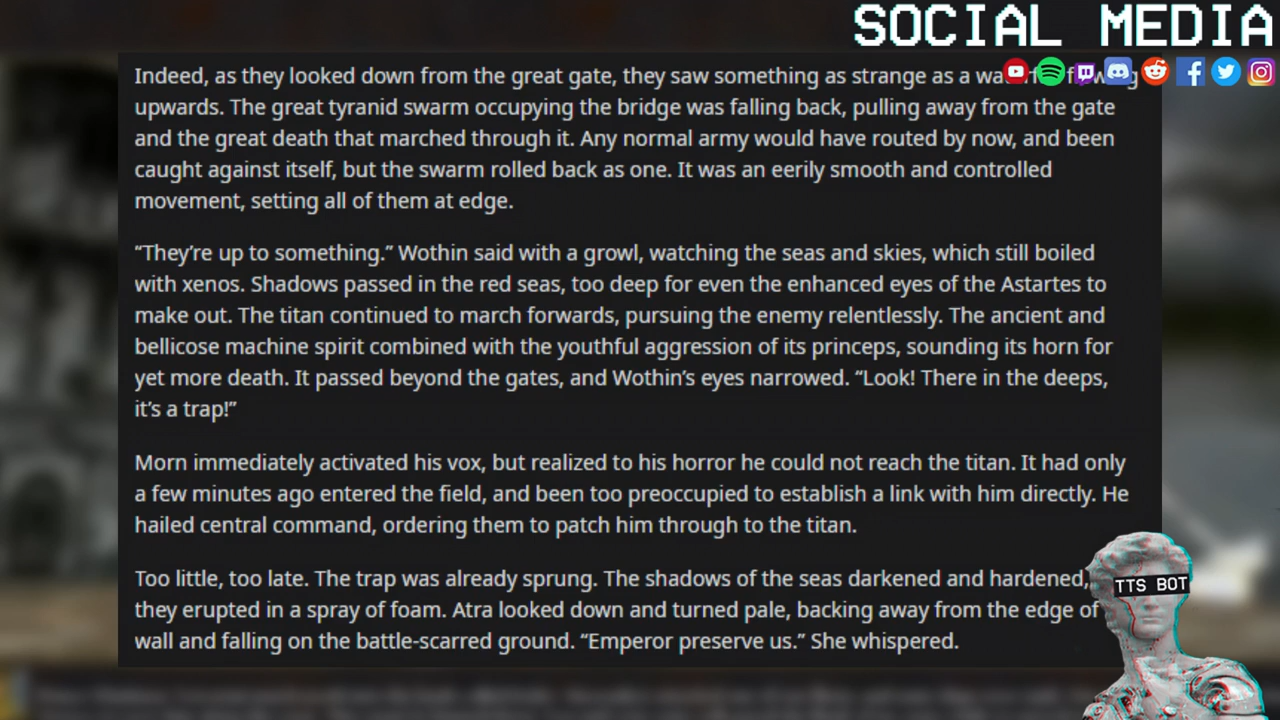 SOCIAL MEDIA
Indeed, as they looked down from the great gate, they saw something as strange as a
upwards. The great tyranid swarm occupying the bridge was falling back, pulling away from the gate
and the great death that marched through it. Any normal army would have routed by now, and been
caught against itself, but the swarm rolled back as one. It was an eerily smooth and controlled
movement, setting all of them at edge.
“They’re up to something.” Wothin said with a growl, watching the seas and skies, which still boiled
with xenos. Shadows passed in the red seas, too deep for even the enhanced eyes of the Astartes to
make out. The titan continued to march forwards, pursuing the enemy relentlessly. The ancient and
bellicose machine spirit combined with the youthful aggression of its princeps, sounding its horn for
yet more death. It passed beyond the gates, and Wothin’s eyes narrowed. “Look! There in the deeps,
it’s a trap!”
Morn immediately activated his vox, but realized to his horror he could not reach the titan. It had only
a few minutes ago entered the field, and been too preoccupied to establish a link with him directly. He
hailed central command, ordering them to patch him through to the titan.
Too little, too late. The trap was already sprung. The shadows of the seas darkened and hardened,
they erupted in a spray of foam. Atra looked down and turned pale, backing away from the edge of
wall and falling on the battle-scarred ground. “Emperor preserve us.” She whispered.
TTS BOT